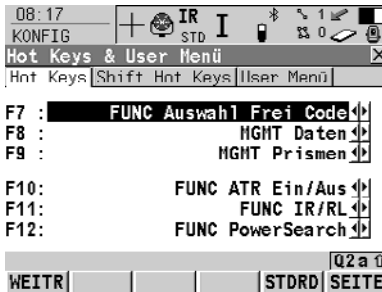 08:17
KONFIG
IR
STD
I
1
0
Hot Keys & User Menü X
Hot Keys Shift Hot Keys User Menü
F7 : FUNC Auswahl Frei Code
F8 : MGMT Daten
F9 : MGMT Prismen
F10: FUNC ATR Ein/Aus
F11: FUNC IR/RL
F12: FUNC PowerSearch
Q2 a
WEITR STDRD SEITE